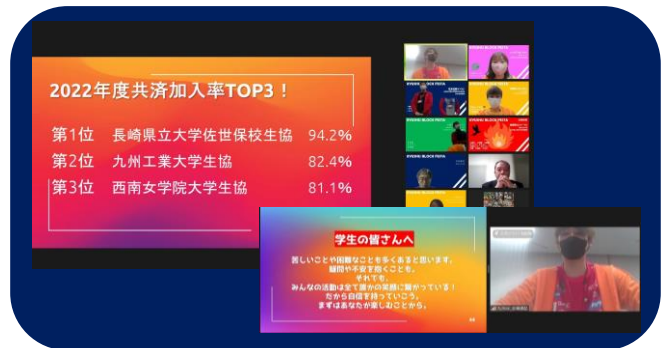 2022年度共済加入率TOP3！
第1位 長崎県立大学佐世保校生協 94.2%
第2位 九州工業大学生協 82.4%
第3位 西南女学院大学生協 81.1%
KYUSHU BLOCK FESTA
学生の皆さんへ
苦しいことや困難なことも多くあると思います。
疑問や不安を抱くことも。
それでも、
みんなの活動は全て誰かの笑顔に繋がっている！
だから自信を持っていこう。
まずはあなたが楽しむことから。